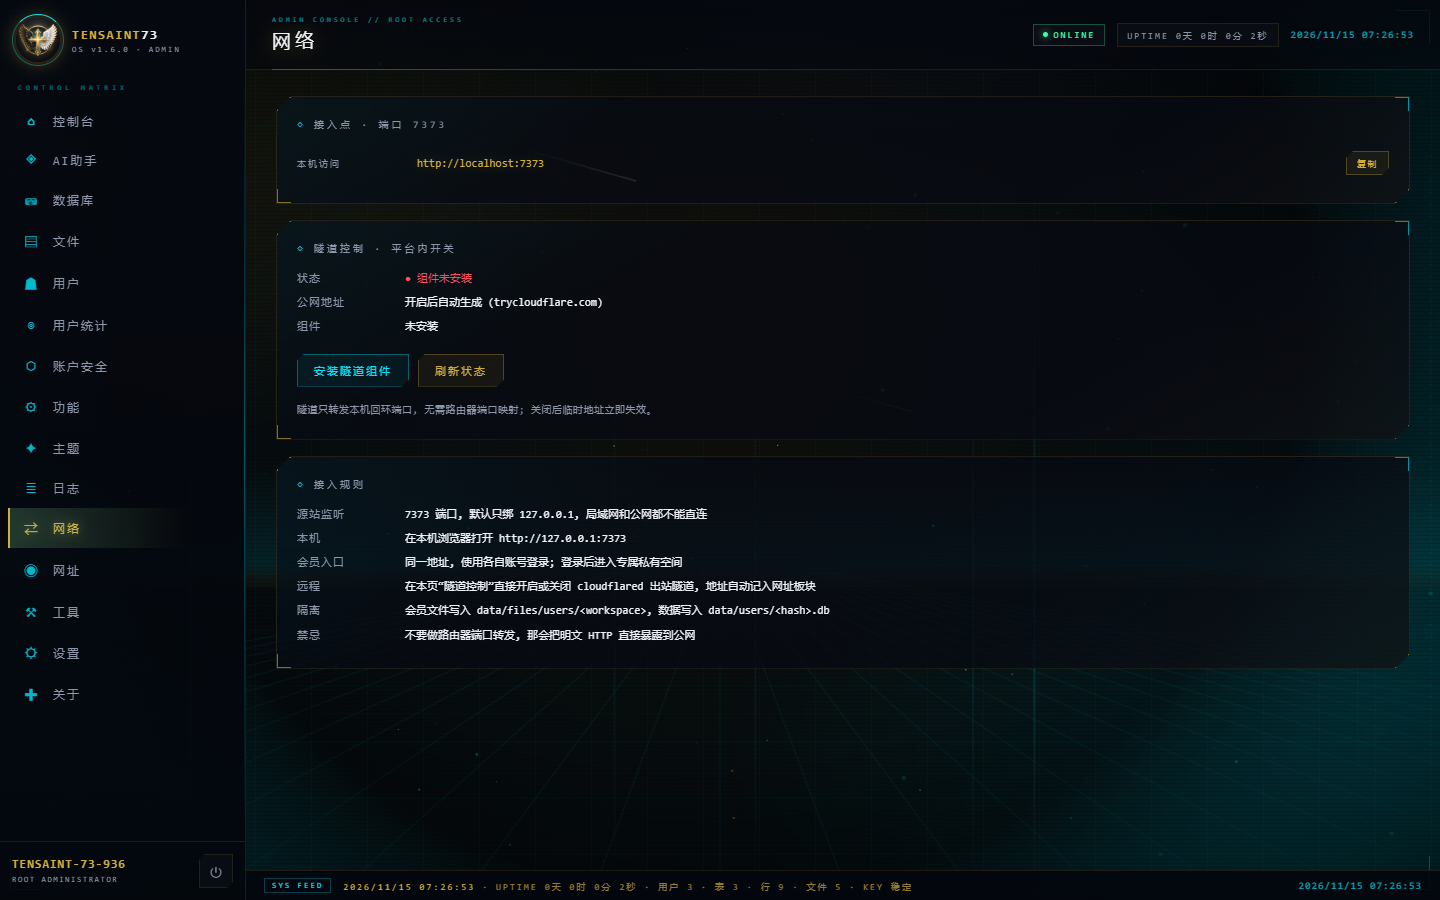 TENSAINT73
OS v1.6.0 · ADMIN
CONTROL MATRIX
控制台
AI助手
数据库
文件
用户
用户统计
账户安全
功能
主题
日志
网络
网址
工具
设置
关于
TENSAINT-73-936
ROOT ADMINISTRATOR
ADMIN CONSOLE // ROOT ACCESS
网络
ONLINE
UPTIME 0天 0时 0分 2秒
2026/11/15 07:26:53
接入点 · 端口 7373
本机访问 http://localhost:7373 复制
隧道控制 · 平台内开关
状态 ● 组件未安装
公网地址 开启后自动生成 (trycloudflare.com)
组件 未安装
安装隧道组件 刷新状态
隧道只转发本机回环端口, 无需路由器端口映射; 关闭后临时地址立即失效。
接入规则
源站监听 7373 端口, 默认只绑 127.0.0.1, 局域网和公网都不能直连
本机 在本机浏览器打开 http://127.0.0.1:7373
会员入口 同一地址, 使用各自账号登录; 登录后进入专属私有空间
远程 在本页“隧道控制”直接开启或关闭 cloudflared 出站隧道, 地址自动记入网址板块
隔离 会员文件写入 data/files/users/<workspace>, 数据写入 data/users/<hash>.db
禁忌 不要做路由器端口转发, 那会把明文 HTTP 直接暴露到公网
SYS FEED 2026/11/15 07:26:53 · UPTIME 0天 0时 0分 2秒 · 用户 3 · 表 3 · 行 9 · 文件 5 · KEY 稳定 2026/11/15 07:26:53